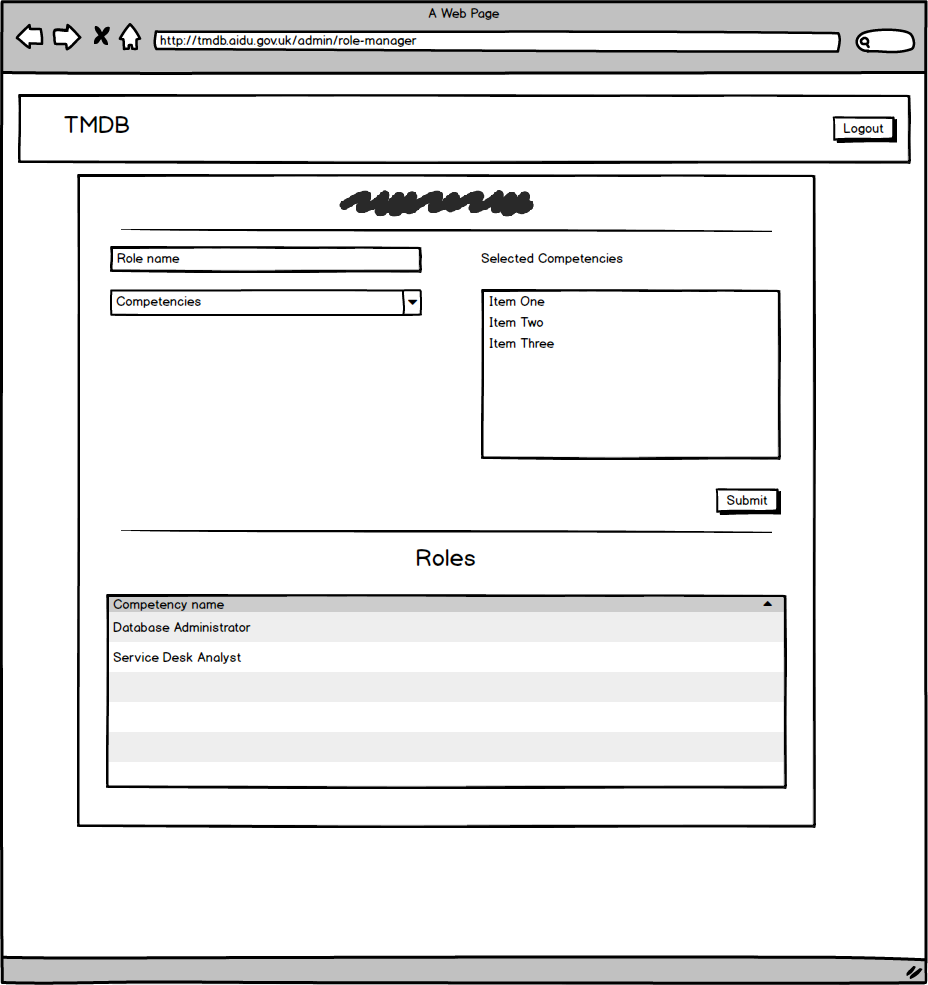 A Web Page
http://tmdb.aidu.gov.uk/admin/role-manager
TMDB
Logout
Role name
Selected Competencies
Competencies
Item One
Item Two
Item Three
Submit
Roles
Competency name
Database Administrator
Service Desk Analyst